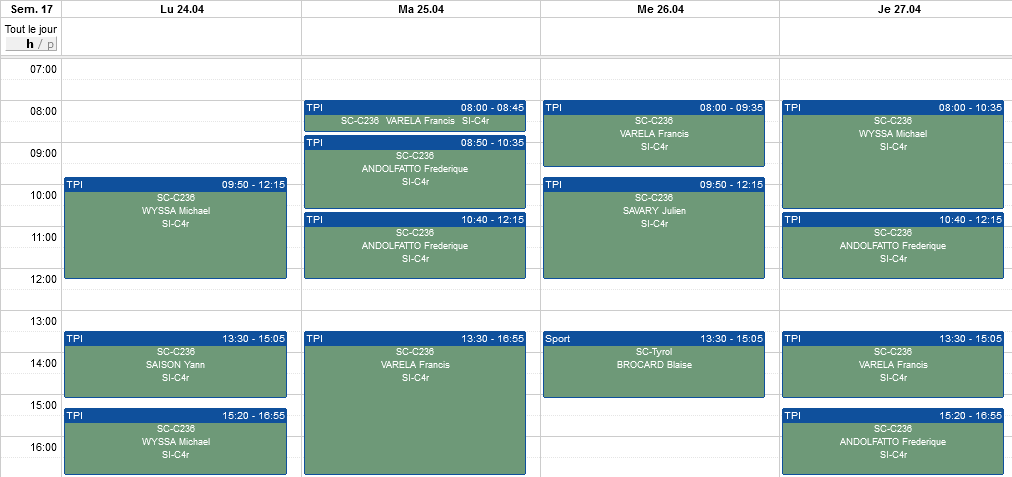 Sem. 17 Lu 24.04 Ma 25.04 Me 26.04 Je 27.04
Tout le jour
h / p
07:00
08:00
09:00
10:00
11:00
12:00
13:00
14:00
15:00
16:00
TPI 09:50 - 12:15
SC-C236
WYSSA Michael
SI-C4r
TPI 13:30 - 15:05
SC-C236
SAISON Yann
SI-C4r
TPI 15:20 - 16:55
SC-C236
WYSSA Michael
SI-C4r
TPI 08:00 - 08:45
SC-C236 VARELA Francis SI-C4r
TPI 08:50 - 10:35
SC-C236
ANDOLFATTO Frederique
SI-C4r
TPI 10:40 - 12:15
SC-C236
ANDOLFATTO Frederique
SI-C4r
TPI 13:30 - 16:55
SC-C236
VARELA Francis
SI-C4r
TPI 08:00 - 09:35
SC-C236
VARELA Francis
SI-C4r
TPI 09:50 - 12:15
SC-C236
SAVARY Julien
SI-C4r
Sport 13:30 - 15:05
SC-Tyrol
BROCARD Blaise
TPI 08:00 - 10:35
SC-C236
WYSSA Michael
SI-C4r
TPI 10:40 - 12:15
SC-C236
ANDOLFATTO Frederique
SI-C4r
TPI 13:30 - 15:05
SC-C236
VARELA Francis
SI-C4r
TPI 15:20 - 16:55
SC-C236
ANDOLFATTO Frederique
SI-C4r